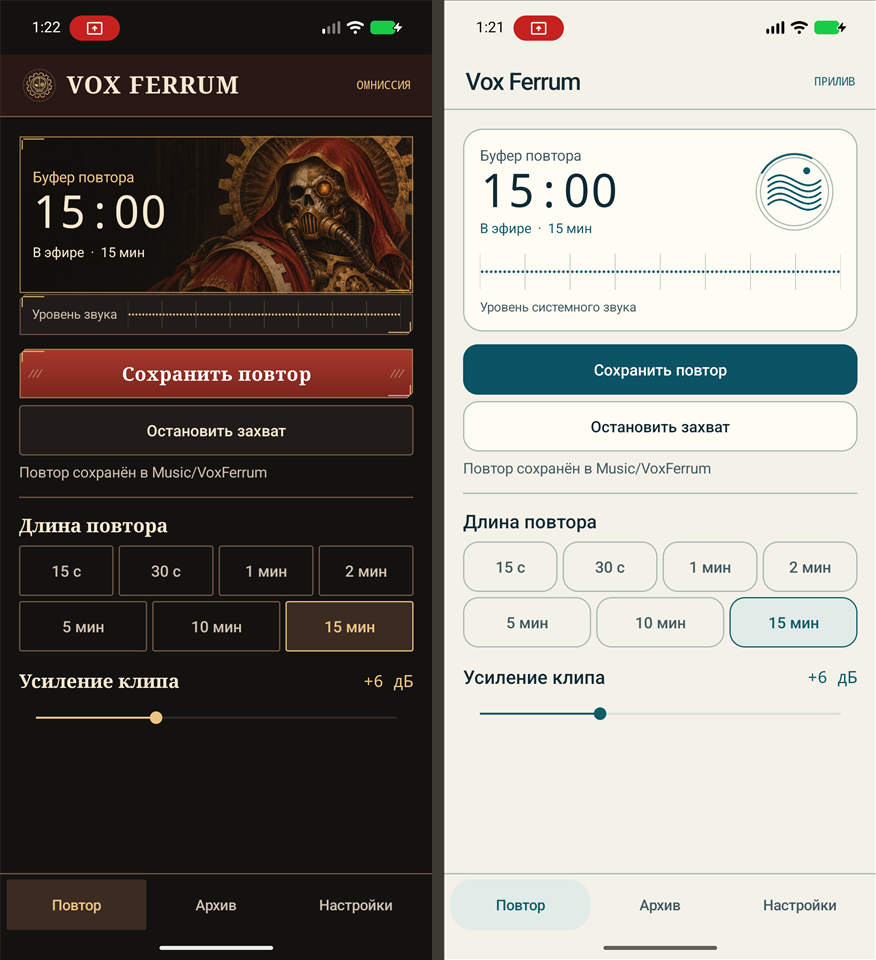 1:22
VOX FERRUM
ОМНИССИЯ
Буфер повтора
15:00
В эфире · 15 мин
Уровень звука
/// Сохранить повтор ///
Остановить захват
Повтор сохранён в Music/VoxFerrum
Длина повтора
15 с 30 с 1 мин 2 мин
5 мин 10 мин 15 мин
Усиление клипа +6 дБ
Повтор Архив Настройки
1:21
Vox Ferrum
ПРИЛИВ
Буфер повтора
15:00
В эфире · 15 мин
Уровень системного звука
Сохранить повтор
Остановить захват
Повтор сохранён в Music/VoxFerrum
Длина повтора
15 с 30 с 1 мин 2 мин
5 мин 10 мин 15 мин
Усиление клипа +6 дБ
Повтор Архив Настройки